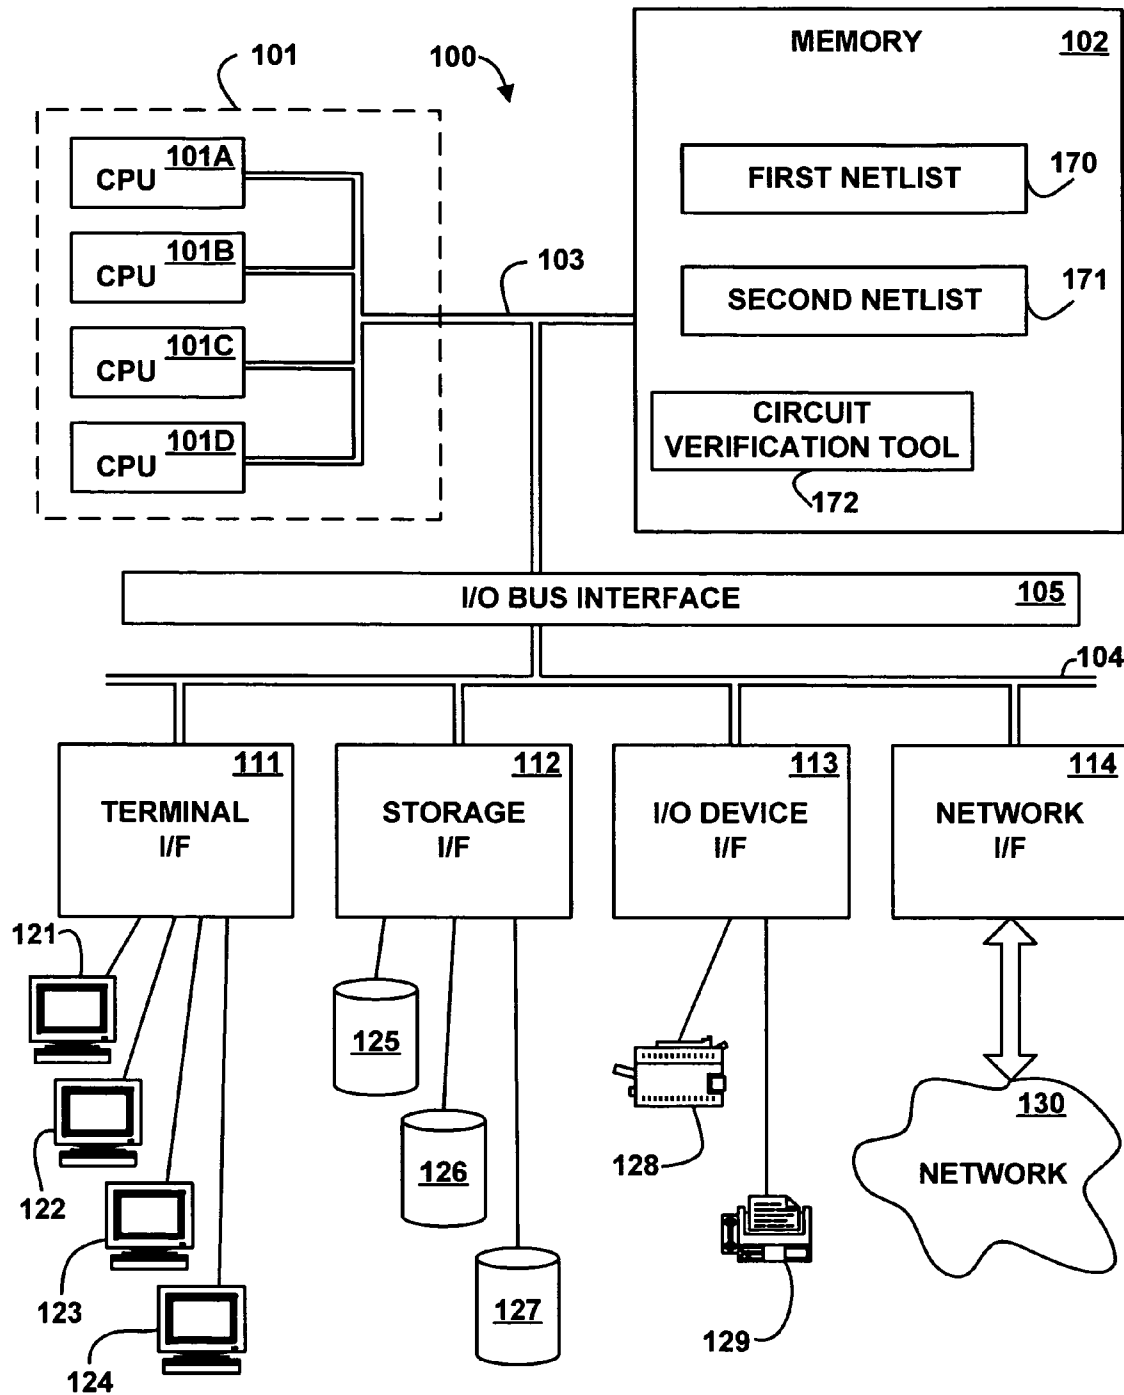 101
100
MEMORY 102
101A
CPU
101B
CPU
101C
CPU
101D
CPU
103
FIRST NETLIST
170
SECOND NETLIST
171
CIRCUIT
VERIFICATION TOOL
172
I/O BUS INTERFACE 105
104
111
TERMINAL
I/F
112
STORAGE
I/F
113
I/O DEVICE
I/F
114
NETWORK
I/F
121
122
123
124
125
126
127
128
129
130
NETWORK